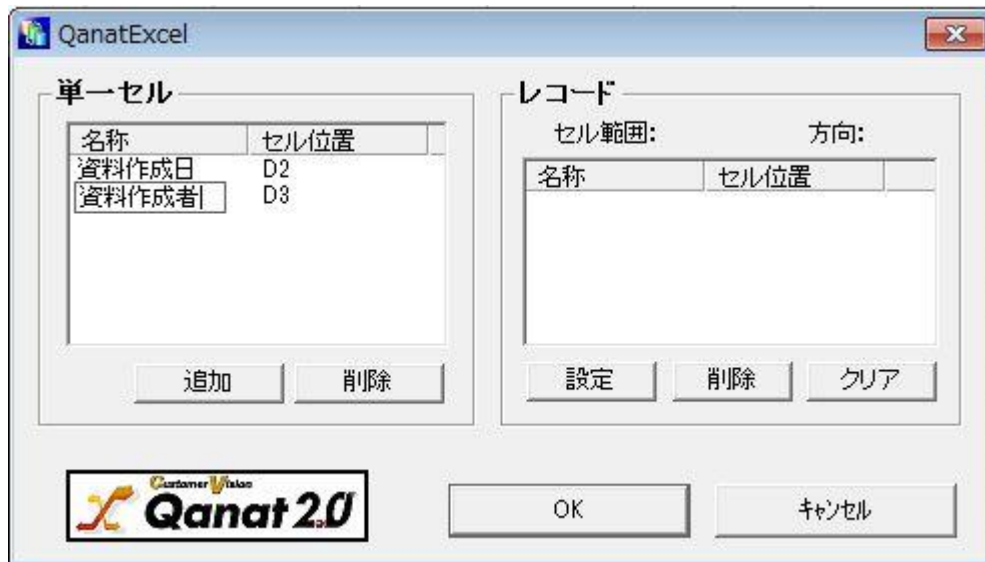 QanatExcel
単一セル
名称 セル位置
資料作成日 D2
資料作成者 D3
追加 削除
レコード
セル範囲: 方向:
名称 セル位置
設定 削除 クリア
Customer Vision
Qanat 2.0
OK
キャンセル